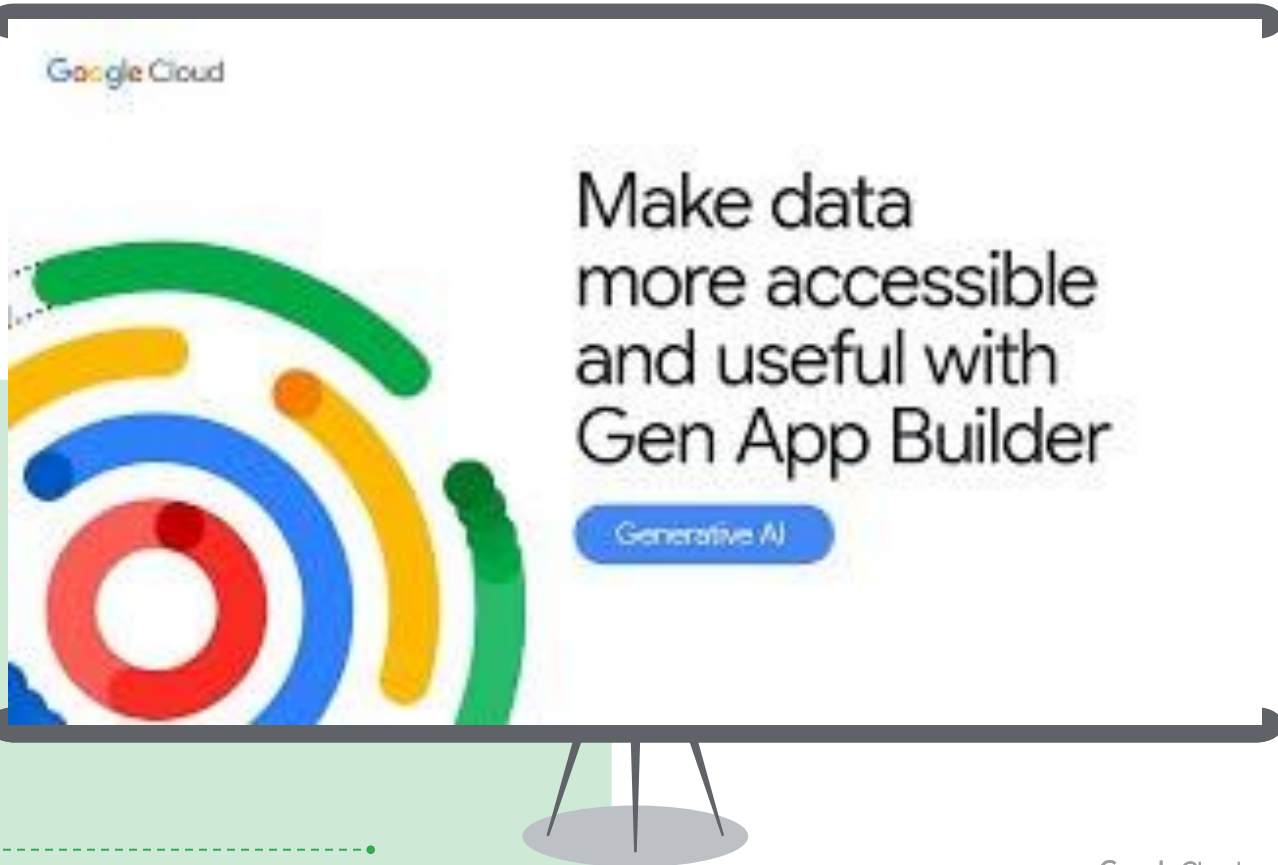 Google Cloud
Make data
more accessible
and useful with
Gen App Builder
Generative AI